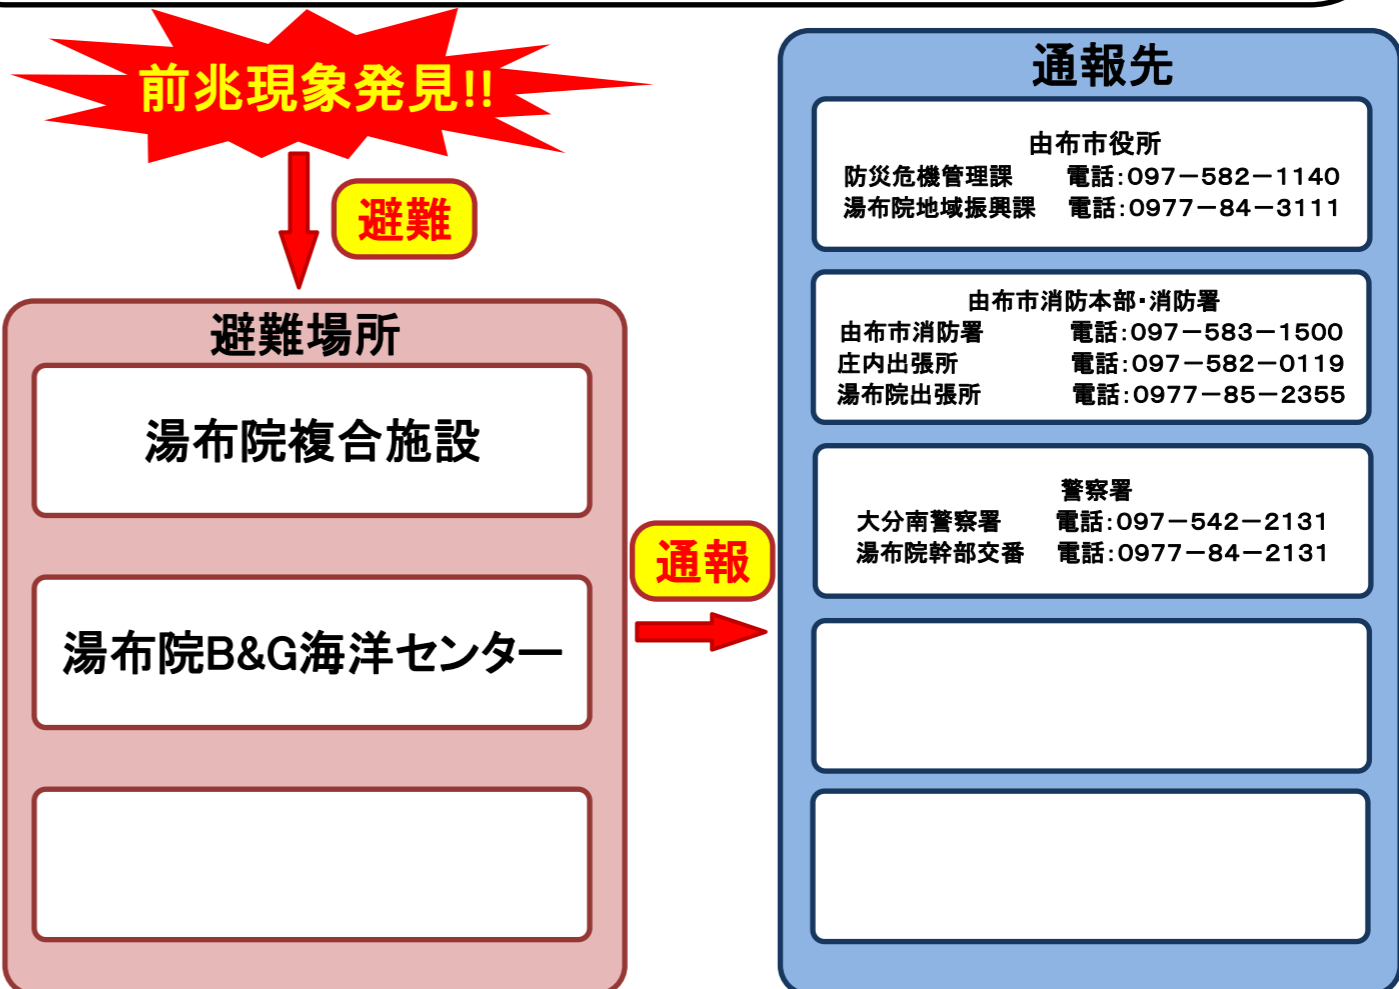 前兆現象発見!!
避難
避難場所
湯布院複合施設
湯布院B&G海洋センター
通報
通報先
由布市役所
防災危機管理課 電話:097-582-1140
湯布院地域振興課 電話:0977-84-3111
由布市消防本部・消防署
由布市消防署 電話:097-583-1500
庄内出張所 電話:097-582-0119
湯布院出張所 電話:0977-85-2355
警察署
大分南警察署 電話:097-542-2131
湯布院幹部交番 電話:0977-84-2131